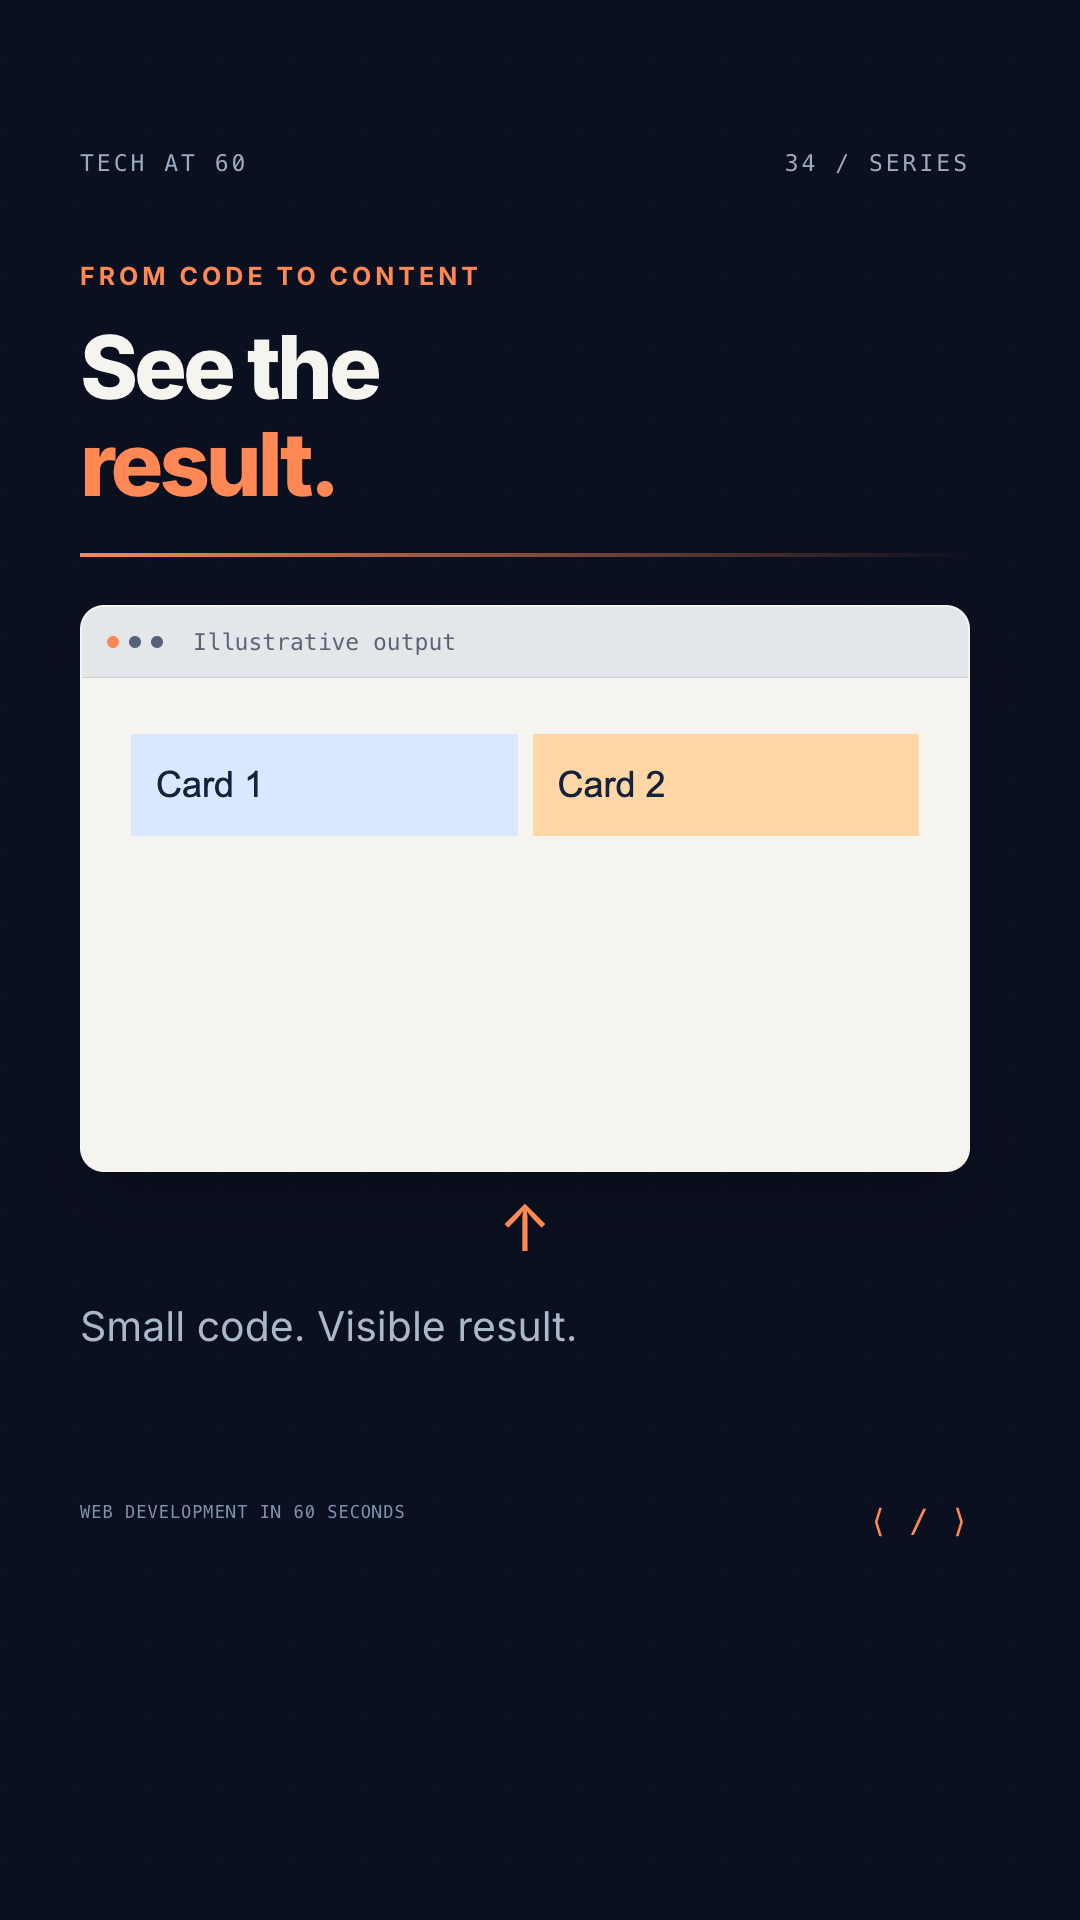 TECH AT 60
34 / SERIES
FROM CODE TO CONTENT
See the
result.
Illustrative output
Card 1
Card 2
Small code. Visible result.
WEB DEVELOPMENT IN 60 SECONDS
⟨ / ⟩